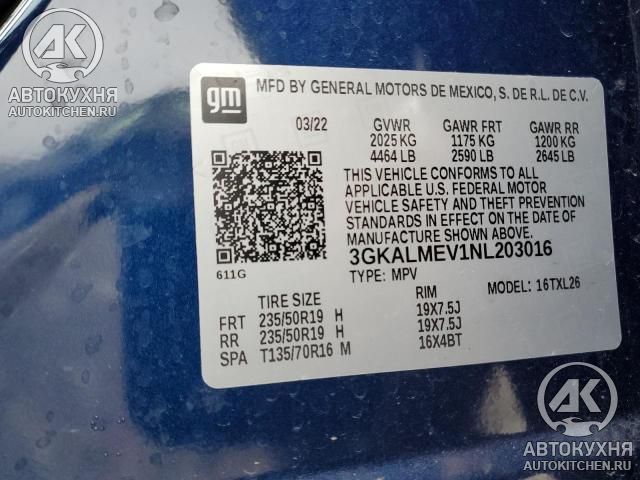 АВТОКУХНЯ
AUTOKITCHEN.RU
gm
MFD BY GENERAL MOTORS DE MEXICO, S. DE R.L. DE C.V.
03/22 GVWR GAWR FRT GAWR RR
2025 KG 1175 KG 1200 KG
4464 LB 2590 LB 2645 LB
THIS VEHICLE CONFORMS TO ALL
APPLICABLE U.S. FEDERAL MOTOR
VEHICLE SAFETY AND THEFT PREVENTION
STANDARDS IN EFFECT ON THE DATE OF
MANUFACTURE SHOWN ABOVE.
3GKALMEV1NL203016
611G
TYPE: MPV MODEL: 16TXL26
TIRE SIZE RIM
FRT 235/50R19 H 19X7.5J
RR 235/50R19 H 19X7.5J
SPA T135/70R16 M 16X4BT
АК
АВТОКУХНЯ
AUTOKITCHEN.RU